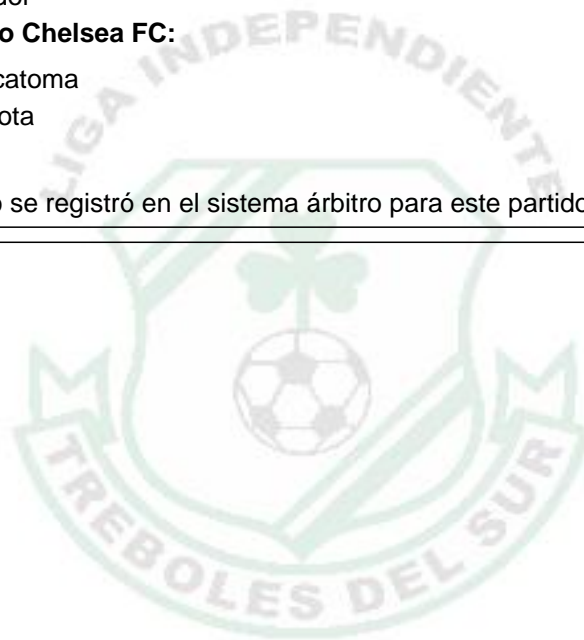 o Chelsea FC:
catoma
ota
o se registró en el sistema árbitro para este partido
LIGA INDEPENDIENTE
TREBOLES DEL SUR